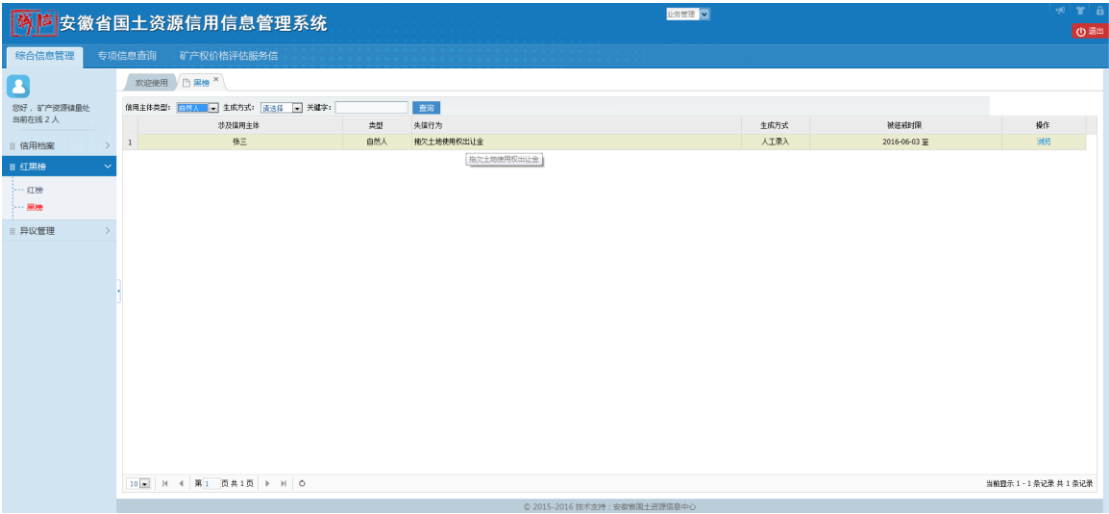 安徽省国土资源信用信息管理系统
业务管理
退出
综合信息管理 专项信息查询 矿产权价格评估服务信
您好，矿产资源储量处
当前在线 2 人
欢迎使用 黑榜
信用主体类型： 自然人 生成方式： 请选择 关键字： 查询
涉及信用主体 类型 失信行为 生成方式 被惩戒时限 操作
1 张三 自然人 拖欠土地使用权出让金 人工录入 2016-06-03 至 浏览
拖欠土地使用权出让金
信用档案
红黑榜
红榜
黑榜
异议管理
10 第 1 页 共 1 页 当前显示 1 - 1 条记录 共 1 条记录
© 2015-2016 技术支持：安徽省国土资源信息中心